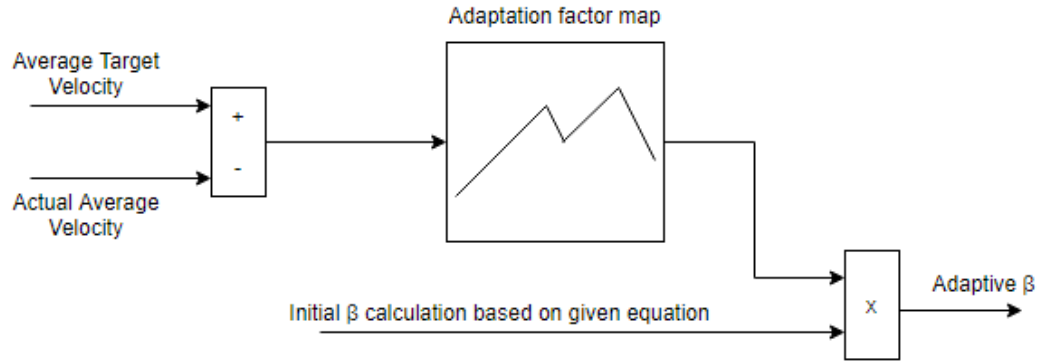 Adaptation factor map
Average Target
Velocity
+
-
Actual Average
Velocity
Initial β calculation based on given equation
X
Adaptive β